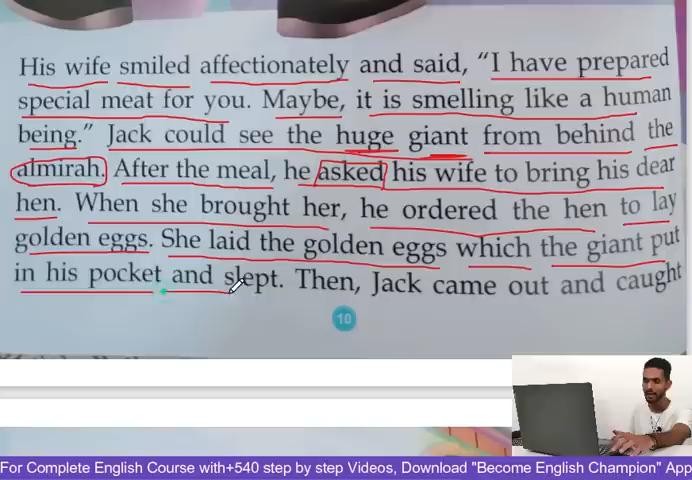 His wife smiled affectionately and said, “I have prepared
special meat for you. Maybe, it is smelling like a human
being.” Jack could see the huge giant from behind the
almirah. After the meal, he asked his wife to bring his dear
hen. When she brought her, he ordered the hen to lay
golden eggs. She laid the golden eggs which the giant put
in his pocket and slept. Then, Jack came out and caught
10
For Complete English Course with+540 step by step Videos, Download "Become English Champion" App